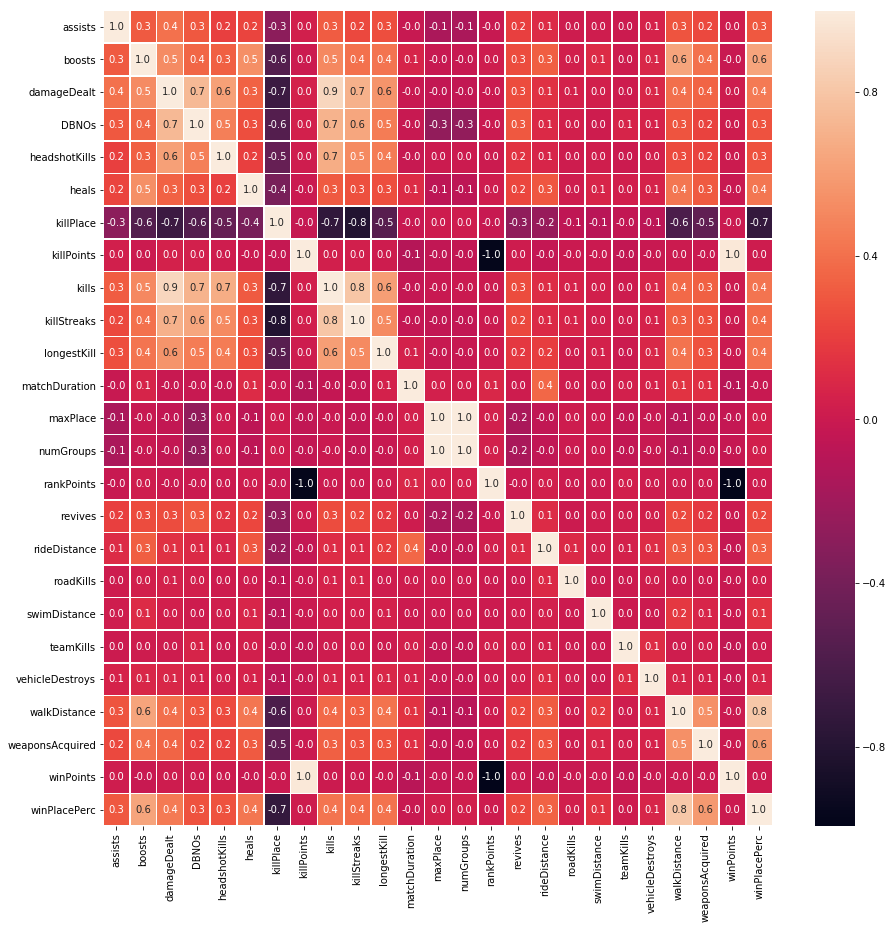 assists 1.0 0.3 0.4 0.3 0.2 0.2 -0.3 0.0 0.3 0.2 0.3 -0.0 -0.1 -0.1 -0.0 0.2 0.1 0.0 0.0 0.0 0.1 0.3 0.2 0.0 0.3
boosts 0.3 1.0 0.5 0.4 0.3 0.5 -0.6 0.0 0.5 0.4 0.4 0.1 -0.0 -0.0 0.0 0.3 0.3 0.0 0.1 0.0 0.1 0.6 0.4 -0.0 0.6
damageDealt 0.4 0.5 1.0 0.7 0.6 0.3 -0.7 0.0 0.9 0.7 0.6 -0.0 -0.0 -0.0 -0.0 0.3 0.1 0.1 0.0 0.0 0.1 0.4 0.4 0.0 0.4
DBNOs 0.3 0.4 0.7 1.0 0.5 0.3 -0.6 0.0 0.7 0.6 0.5 -0.0 -0.3 -0.3 -0.0 0.3 0.1 0.0 0.0 0.1 0.1 0.3 0.2 0.0 0.3
headshotKills 0.2 0.3 0.6 0.5 1.0 0.2 -0.5 0.0 0.7 0.5 0.4 -0.0 0.0 0.0 0.0 0.2 0.1 0.0 0.0 0.0 0.0 0.3 0.2 0.0 0.3
heals 0.2 0.5 0.3 0.3 0.2 1.0 -0.4 -0.0 0.3 0.3 0.3 0.1 -0.1 -0.1 0.0 0.2 0.3 0.0 0.1 0.0 0.1 0.4 0.3 -0.0 0.4
killPlace -0.3 -0.6 -0.7 -0.6 -0.5 -0.4 1.0 -0.0 -0.7 -0.8 -0.5 -0.0 0.0 0.0 -0.0 -0.3 -0.2 -0.1 -0.1 -0.0 -0.1 -0.6 -0.5 -0.0 -0.7
killPoints 0.0 0.0 0.0 0.0 0.0 -0.0 -0.0 1.0 0.0 0.0 0.0 -0.1 -0.0 -0.0 -1.0 0.0 -0.0 -0.0 -0.0 0.0 -0.0 0.0 -0.0 1.0 0.0
kills 0.3 0.5 0.9 0.7 0.7 0.3 -0.7 0.0 1.0 0.8 0.6 -0.0 -0.0 -0.0 0.0 0.3 0.1 0.1 0.0 0.0 0.1 0.4 0.3 0.0 0.4
killStreaks 0.2 0.4 0.7 0.6 0.5 0.3 -0.8 0.0 0.8 1.0 0.5 -0.0 -0.0 -0.0 0.0 0.2 0.1 0.1 0.0 0.0 0.1 0.3 0.3 -0.0 0.4
longestKill 0.3 0.4 0.6 0.5 0.4 0.3 -0.5 0.0 0.6 0.5 1.0 0.1 -0.0 -0.0 0.0 0.2 0.2 0.0 0.1 0.0 0.1 0.4 0.3 -0.0 0.4
matchDuration -0.0 0.1 -0.0 -0.0 -0.0 0.1 -0.0 -0.1 -0.0 -0.0 0.1 1.0 0.0 0.0 0.1 0.0 0.4 0.0 0.0 0.0 0.1 0.1 0.1 -0.1 -0.0
maxPlace -0.1 -0.0 -0.0 -0.3 0.0 -0.1 0.0 -0.0 -0.0 -0.0 -0.0 0.0 1.0 1.0 0.0 -0.2 -0.0 0.0 0.0 -0.0 -0.0 -0.1 -0.0 -0.0 0.0
numGroups -0.1 -0.0 -0.0 -0.3 0.0 -0.1 0.0 -0.0 -0.0 -0.0 -0.0 0.0 1.0 1.0 0.0 -0.2 -0.0 0.0 0.0 -0.0 -0.0 -0.1 -0.0 -0.0 0.0
rankPoints -0.0 0.0 -0.0 -0.0 0.0 0.0 -0.0 -1.0 0.0 0.0 0.0 0.1 0.0 0.0 1.0 -0.0 0.0 0.0 0.0 0.0 0.0 0.0 0.0 -1.0 0.0
revives 0.2 0.3 0.3 0.3 0.2 0.2 -0.3 0.0 0.3 0.2 0.2 0.0 -0.2 -0.2 -0.0 1.0 0.1 0.0 0.0 0.0 0.0 0.2 0.2 -0.0 0.2
rideDistance 0.1 0.3 0.1 0.1 0.1 0.3 -0.2 -0.0 0.1 0.1 0.2 0.4 -0.0 -0.0 0.0 0.1 1.0 0.1 0.0 0.0 0.1 0.3 0.3 -0.0 0.3
roadKills 0.0 0.0 0.1 0.0 0.0 0.0 -0.1 -0.0 0.1 0.1 0.0 0.0 0.0 0.0 0.0 0.0 0.1 1.0 0.0 0.0 0.0 0.0 0.0 -0.0 0.0
swimDistance 0.0 0.1 0.0 0.0 0.0 0.1 -0.1 -0.0 0.0 0.0 0.1 0.0 0.0 0.0 0.0 0.0 0.0 0.0 1.0 0.0 0.0 0.2 0.1 -0.0 0.1
teamKills 0.0 0.0 0.0 0.1 0.0 0.0 -0.0 0.0 0.0 0.0 0.0 0.0 -0.0 -0.0 0.0 0.0 0.1 0.0 0.0 1.0 0.1 0.0 0.0 -0.0 0.0
vehicleDestroys 0.1 0.1 0.1 0.1 0.0 0.1 -0.1 -0.0 0.1 0.1 0.1 0.1 -0.0 -0.0 0.0 0.0 0.1 0.0 0.0 0.1 1.0 0.1 0.1 -0.0 0.1
walkDistance 0.3 0.6 0.4 0.3 0.3 0.4 -0.6 0.0 0.4 0.3 0.4 0.1 -0.1 -0.1 0.0 0.2 0.3 0.0 0.2 0.0 0.1 1.0 0.5 -0.0 0.8
weaponsAcquired 0.2 0.4 0.4 0.2 0.2 0.3 -0.5 -0.0 0.3 0.3 0.3 0.1 -0.0 -0.0 0.0 0.2 0.3 0.0 0.1 0.0 0.1 0.5 1.0 -0.0 0.6
winPoints 0.0 -0.0 0.0 0.0 0.0 -0.0 -0.0 1.0 0.0 -0.0 -0.0 -0.1 -0.0 -0.0 -1.0 -0.0 -0.0 -0.0 -0.0 -0.0 -0.0 -0.0 -0.0 1.0 0.0
winPlacePerc 0.3 0.6 0.4 0.3 0.3 0.4 -0.7 0.0 0.4 0.4 0.4 -0.0 0.0 0.0 0.0 0.2 0.3 0.0 0.1 0.0 0.1 0.8 0.6 0.0 1.0
assists
boosts
damageDealt
DBNOs
headshotKills
heals
killPlace
killPoints
kills
killStreaks
longestKill
matchDuration
maxPlace
numGroups
rankPoints
revives
rideDistance
roadKills
swimDistance
teamKills
vehicleDestroys
walkDistance
weaponsAcquired
winPoints
winPlacePerc
0.8
0.4
0.0
-0.4
-0.8